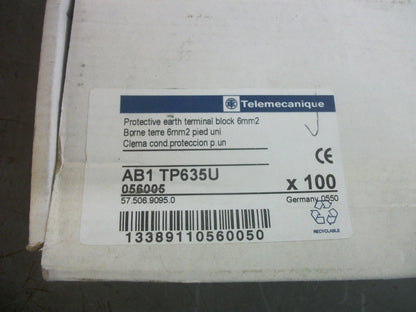 Telemecanique
Protective earth terminal block 6mm2
Borne terre 6mm2 pied uni
Clema cond.proteccion p.un
AB1 TP635U
x 100
056005
57.506.9095.0
Germany 0550
13389110560050
RECYCLABLE